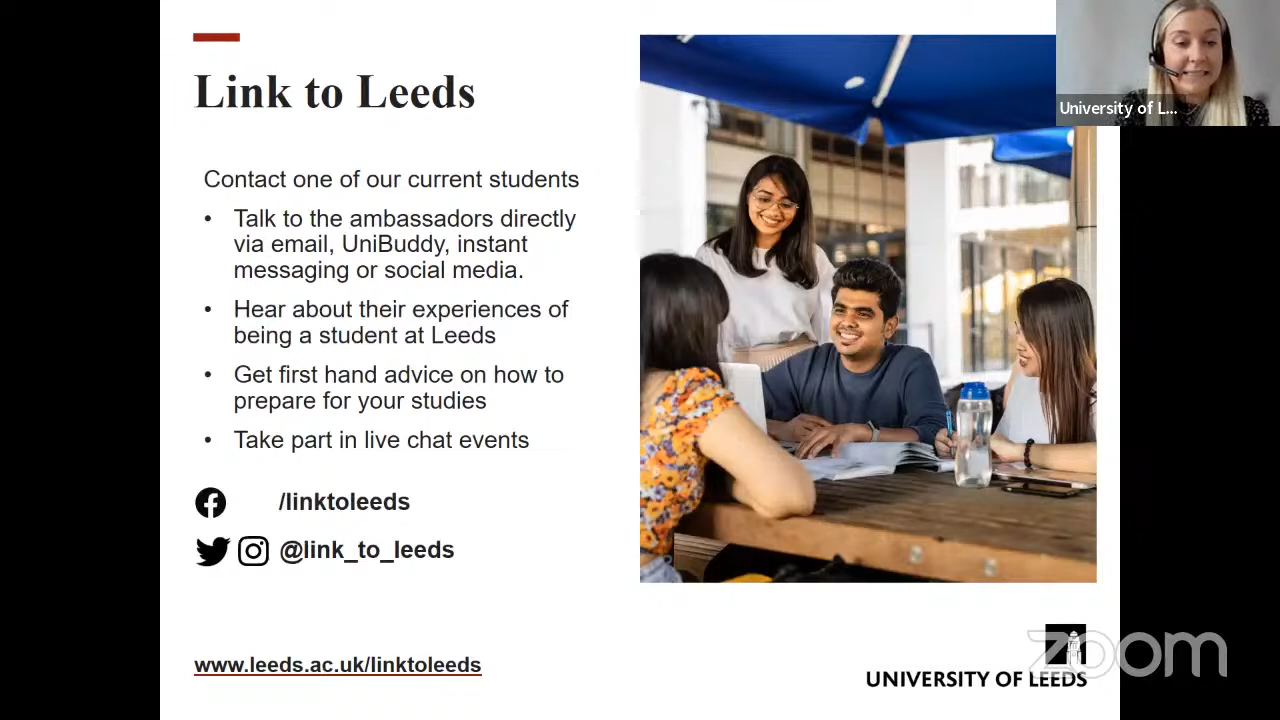 Link to Leeds
Contact one of our current students
• Talk to the ambassadors directly
via email, UniBuddy, instant
messaging or social media.
• Hear about their experiences of
being a student at Leeds
• Get first hand advice on how to
prepare for your studies
• Take part in live chat events
/linktoleeds
@link_to_leeds
www.leeds.ac.uk/linktoleeds
University of L...
UNIVERSITY OF LEEDS
zoom